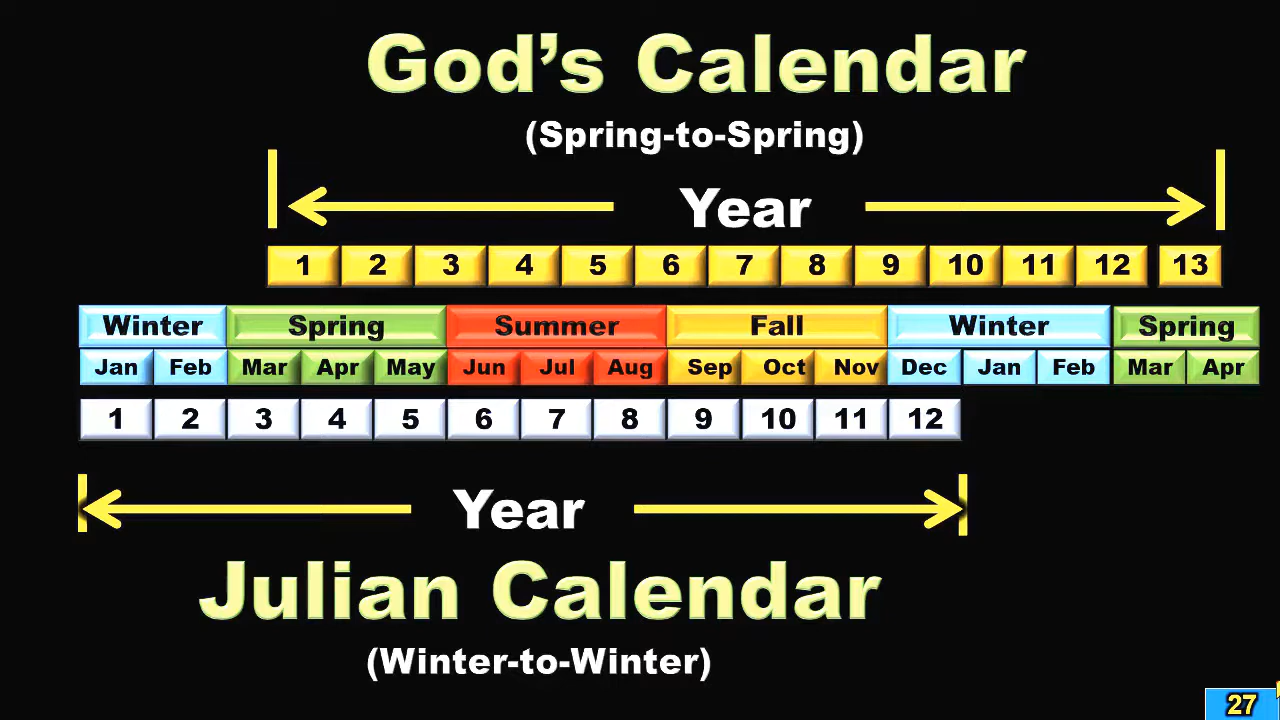 God’s Calendar
(Spring-to-Spring)
Year
1 2 3 4 5 6 7 8 9 10 11 12 13
Winter Spring Summer Fall Winter Spring
Jan Feb Mar Apr May Jun Jul Aug Sep Oct Nov Dec Jan Feb Mar Apr
1 2 3 4 5 6 7 8 9 10 11 12
Year
Julian Calendar
(Winter-to-Winter)
27